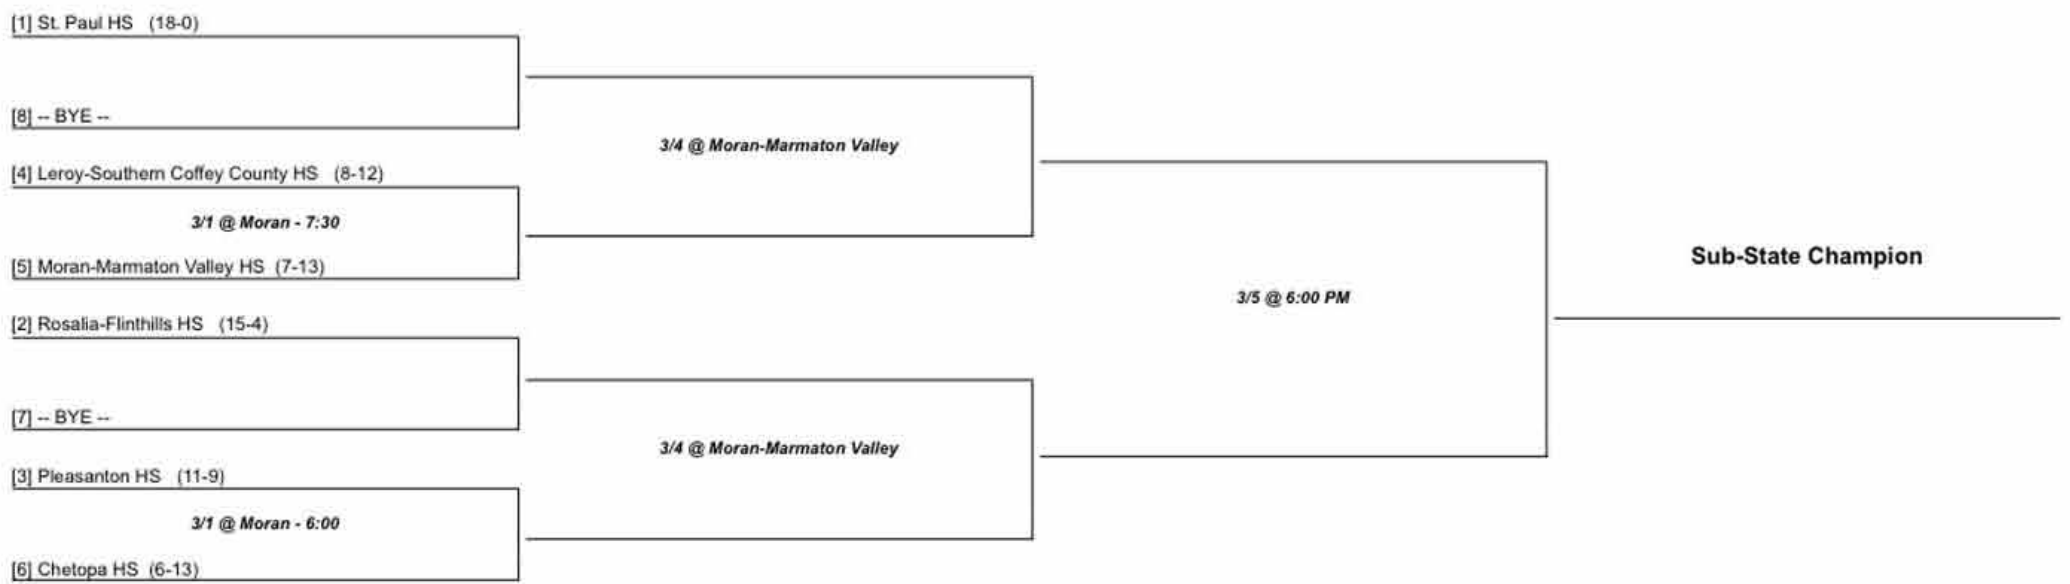 [1] St. Paul HS (18-0)
[8] -- BYE --
3/4 @ Moran-Marmaton Valley
[4] Leroy-Southern Coffey County HS (8-12)
3/1 @ Moran - 7:30
[5] Moran-Marmaton Valley HS (7-13)
Sub-State Champion
3/5 @ 6:00 PM
[2] Rosalia-Flinthills HS (15-4)
[7] -- BYE --
3/4 @ Moran-Marmaton Valley
[3] Pleasanton HS (11-9)
3/1 @ Moran - 6:00
[6] Chetopa HS (6-13)